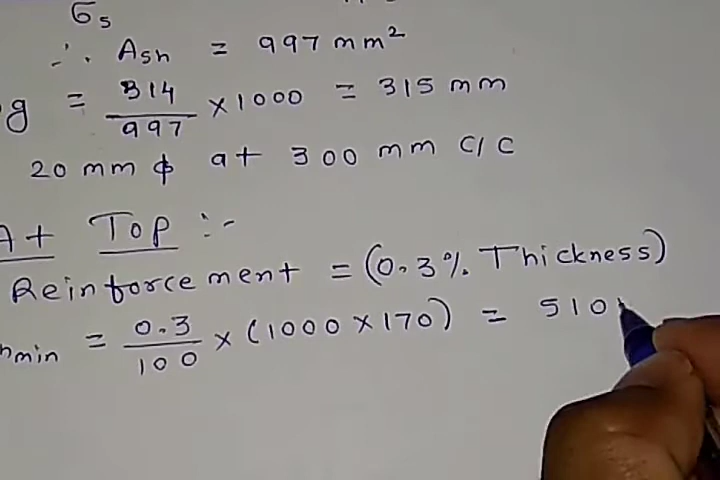 σs
∴ Ash = 997 mm²
g = 314/997 × 1000 = 315 mm
20 mm ϕ at 300 mm c/c
At Top :-
Reinforcement = (0.3% Thickness)
min = 0.3/100 × (1000 × 170) = 510